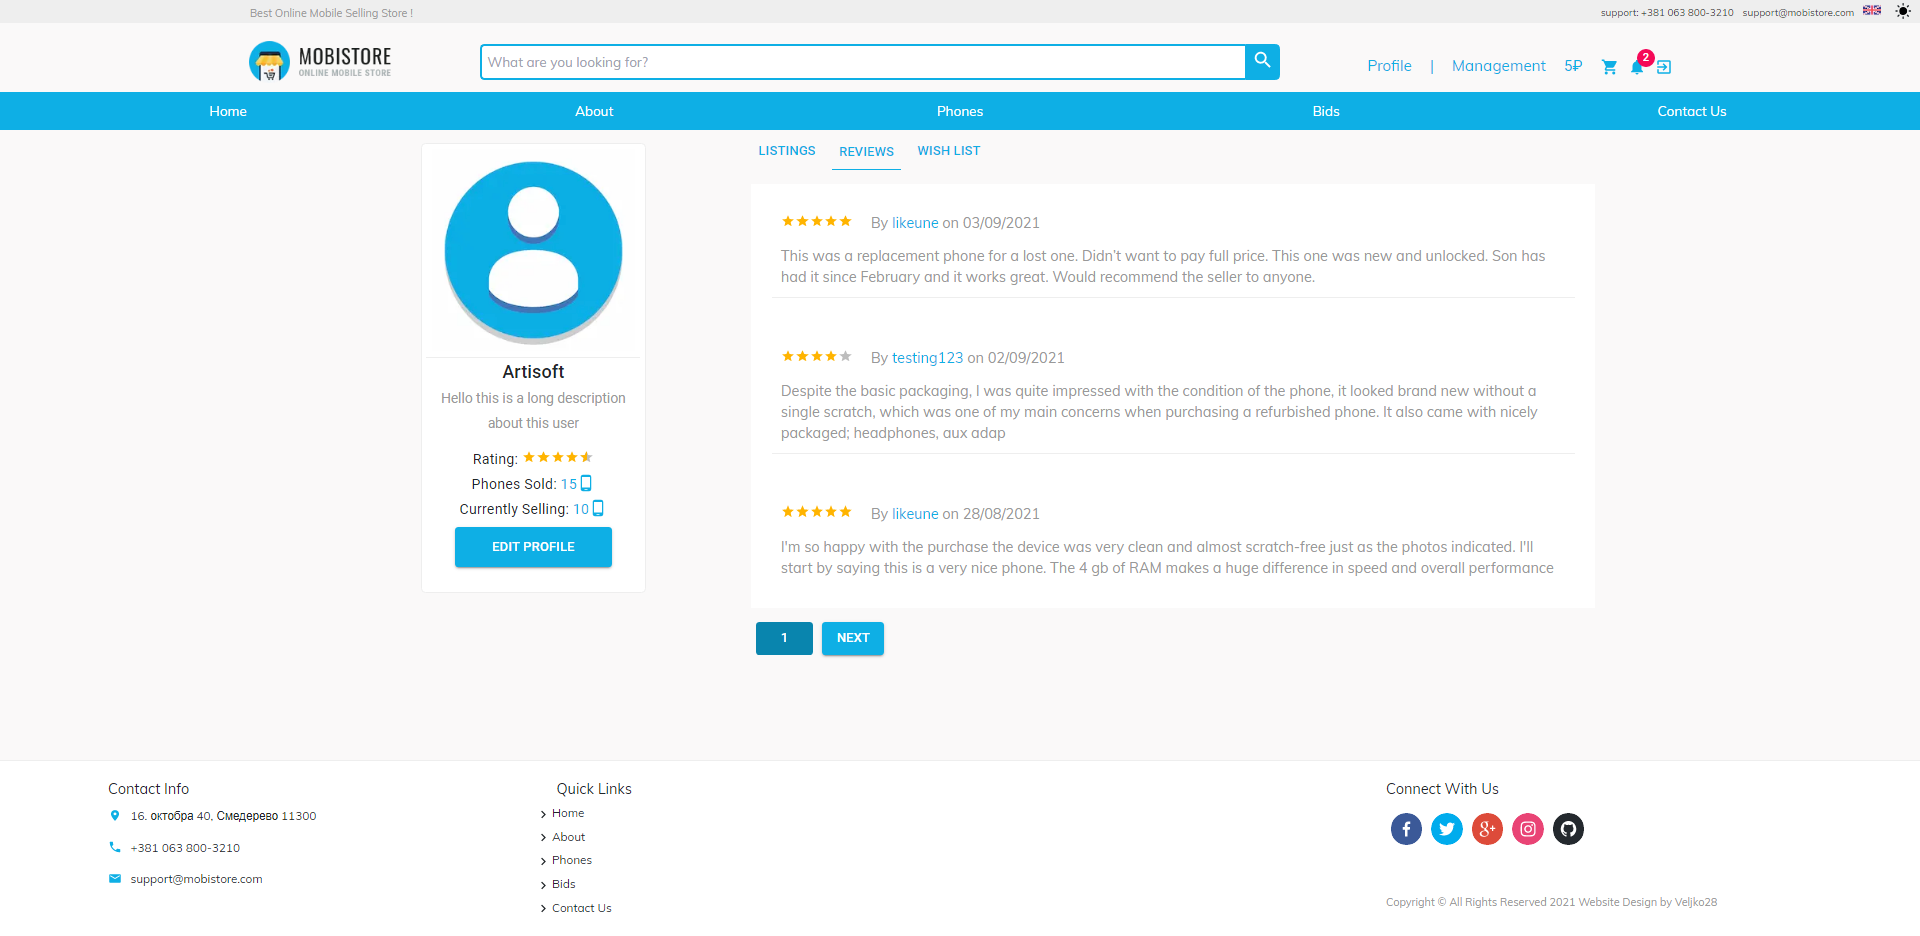 Best Online Mobile Selling Store !
support: +381 063 800-3210 support@mobistore.com
MOBISTORE
ONLINE MOBILE STORE
What are you looking for?
Profile | Management 5₽ 2
Home About Phones Bids Contact Us
LISTINGS REVIEWS WISH LIST
Artisoft
Hello this is a long description
about this user
Rating:
Phones Sold: 15
Currently Selling: 10
EDIT PROFILE
By likeune on 03/09/2021
This was a replacement phone for a lost one. Didn't want to pay full price. This one was new and unlocked. Son has
had it since February and it works great. Would recommend the seller to anyone.
By testing123 on 02/09/2021
Despite the basic packaging, I was quite impressed with the condition of the phone, it looked brand new without a
single scratch, which was one of my main concerns when purchasing a refurbished phone. It also came with nicely
packaged; headphones, aux adap
By likeune on 28/08/2021
I'm so happy with the purchase the device was very clean and almost scratch-free just as the photos indicated. I'll
start by saying this is a very nice phone. The 4 gb of RAM makes a huge difference in speed and overall performance
1 NEXT
Contact Info
16. октобра 40, Смедерево 11300
+381 063 800-3210
support@mobistore.com
Quick Links
Home
About
Phones
Bids
Contact Us
Connect With Us
Copyright © All Rights Reserved 2021 Website Design by Veljko28